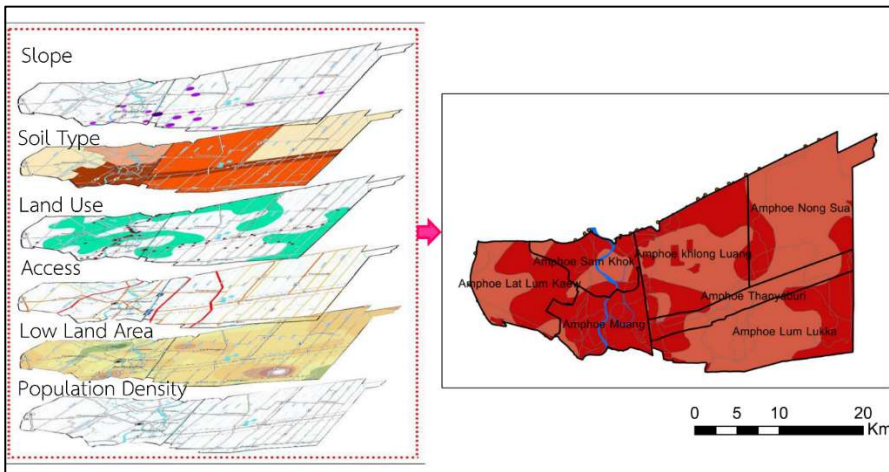 Slope
Soil Type
Land Use
Access
Low Land Area
Population Density
Amphoe Nong Sua
Amphoe Sam Khok
Amphoe khlong Luang
Amphoe Lat Lum Kaew
Amphoe Thanyaburi
Amphoe Muang
Amphoe Lum Lukka
0 5 10 20
Km